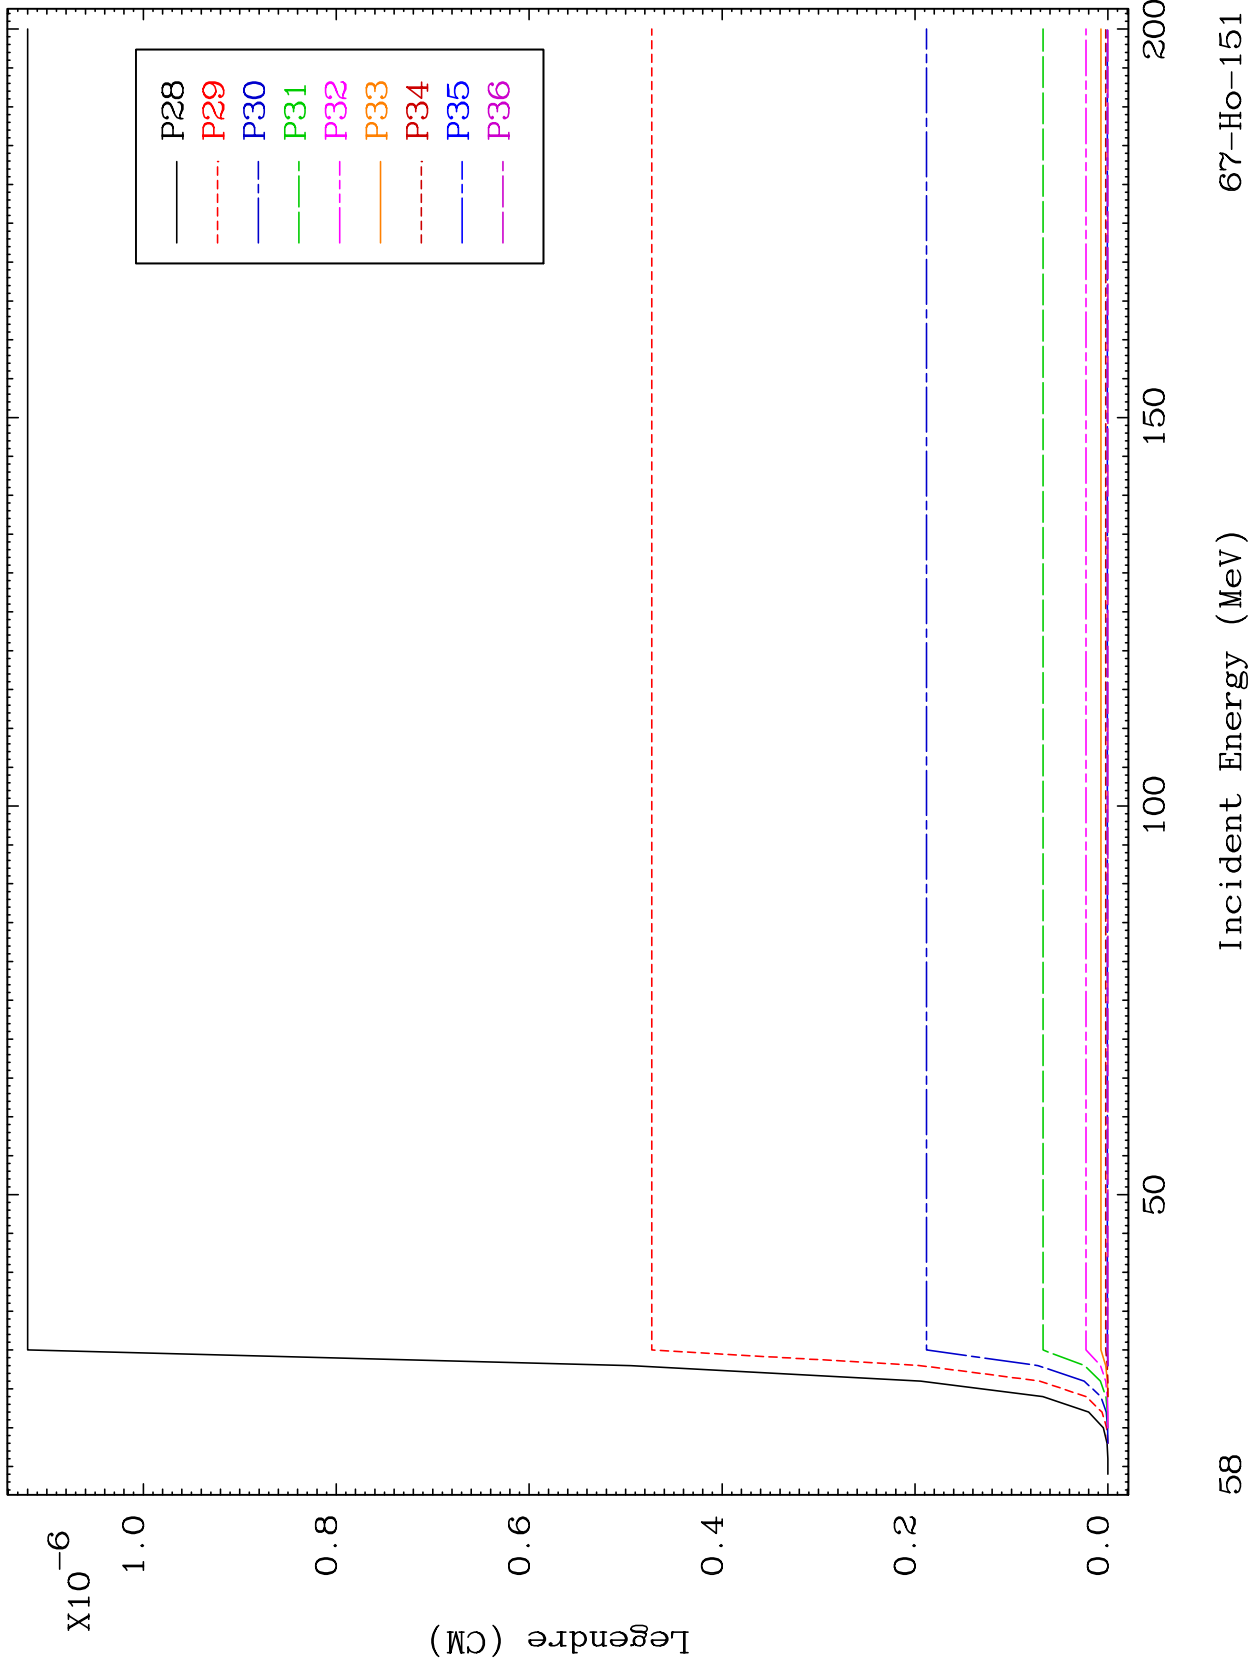 X10-6
1.0
0.8
0.6
0.4
0.2
0.0
Legendre (CM)
P28
P29
P30
P31
P32
P33
P34
P35
P36
50
100
150
200
Incident Energy (MeV)
58
67-Ho-151